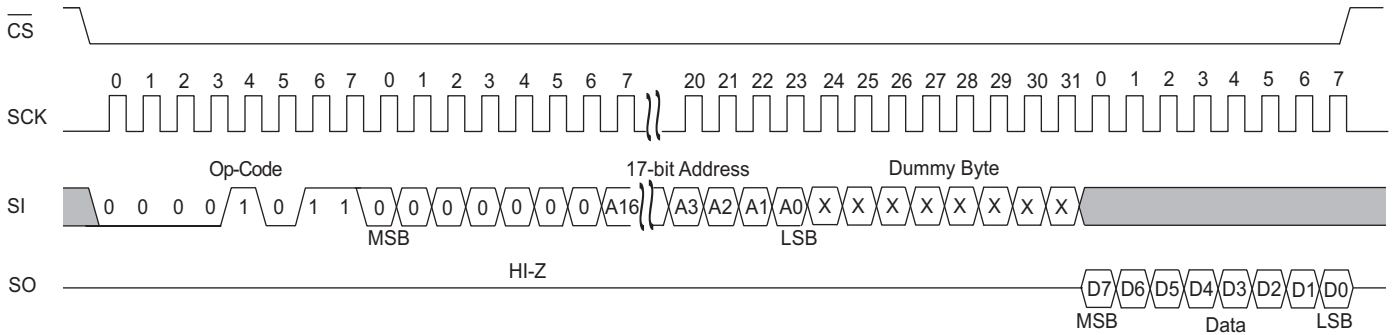 CS
0 1 2 3 4 5 6 7 0 1 2 3 4 5 6 7 20 21 22 23 24 25 26 27 28 29 30 31 0 1 2 3 4 5 6 7
SCK
Op-Code 17-bit Address Dummy Byte
SI 0 0 0 0 1 0 1 1 0 0 0 0 0 0 0 A16 A3 A2 A1 A0 X X X X X X X X
MSB LSB
HI-Z
SO D7 D6 D5 D4 D3 D2 D1 D0
MSB Data LSB